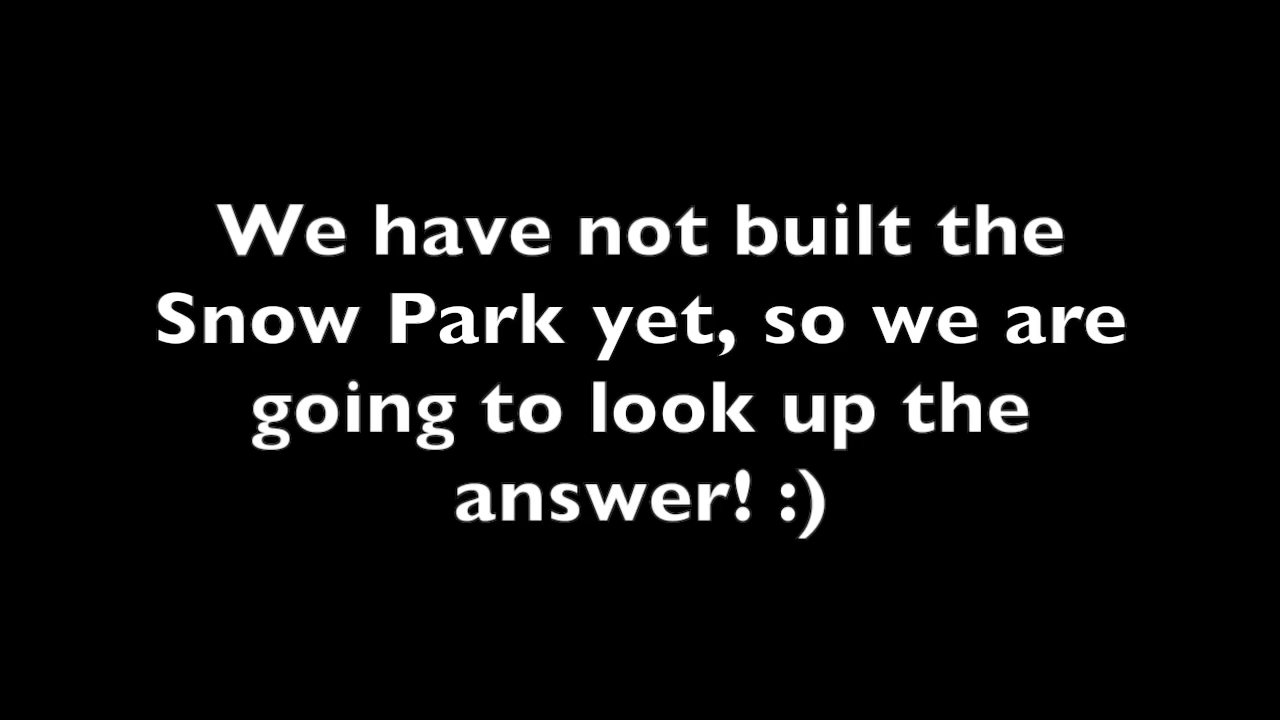 We have not built the
Snow Park yet, so we are
going to look up the
answer! :)